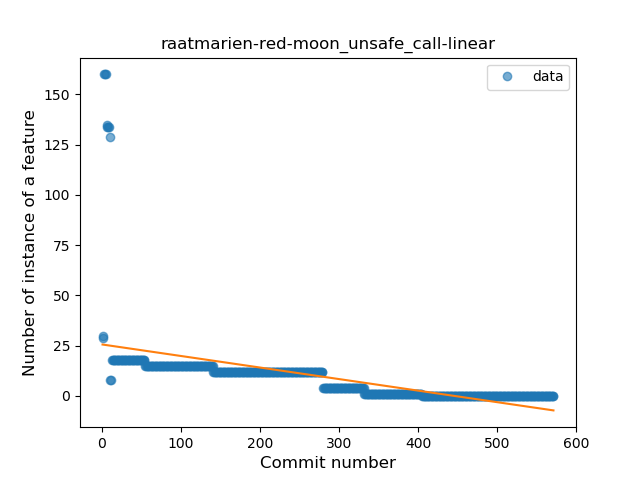 raatmarien-red-moon_unsafe_call-linear
data
Number of instance of a feature
150
125
100
75
50
25
0
0 100 200 300 400 500 600
Commit number